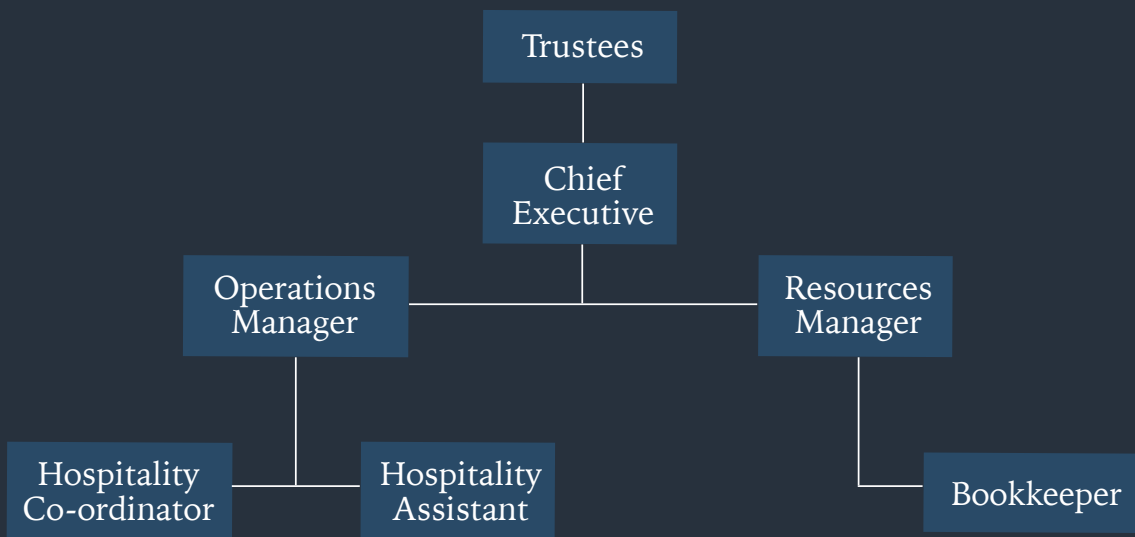 Trustees
Chief
Executive
Operations
Manager
Resources
Manager
Hospitality
Co-ordinator
Hospitality
Assistant
Bookkeeper